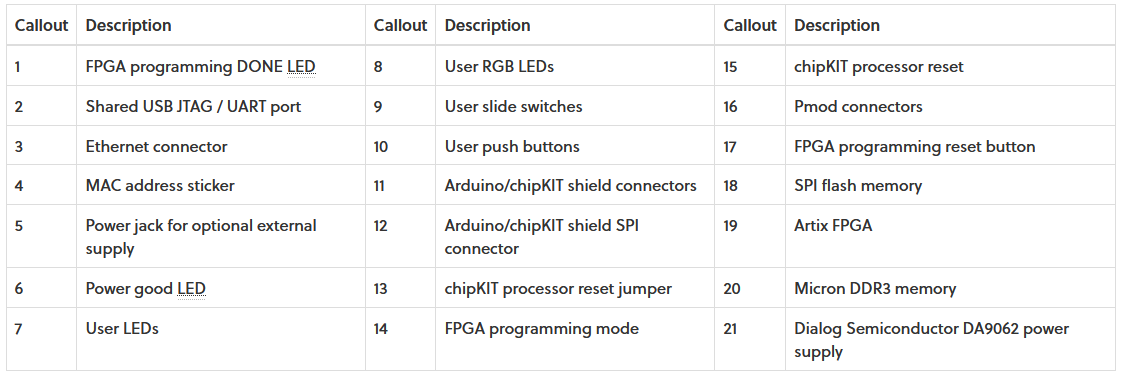 Callout Description Callout Description Callout Description
1 FPGA programming DONE LED 8 User RGB LEDs 15 chipKIT processor reset
2 Shared USB JTAG / UART port 9 User slide switches 16 Pmod connectors
3 Ethernet connector 10 User push buttons 17 FPGA programming reset button
4 MAC address sticker 11 Arduino/chipKIT shield connectors 18 SPI flash memory
5 Power jack for optional external 12 Arduino/chipKIT shield SPI 19 Artix FPGA
supply connector
6 Power good LED 13 chipKIT processor reset jumper 20 Micron DDR3 memory
7 User LEDs 14 FPGA programming mode 21 Dialog Semiconductor DA9062 power
supply